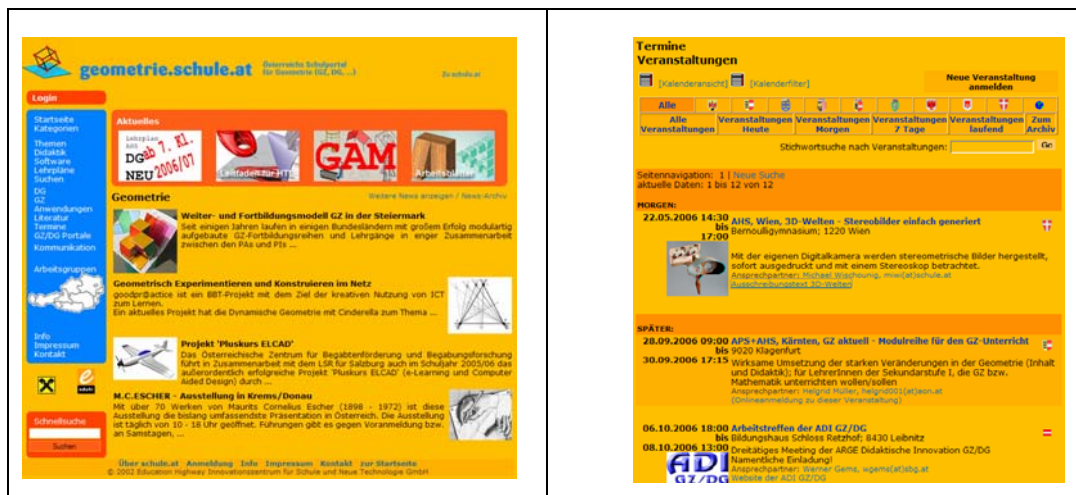 geometrie.schule.at
Österreichs Schulportal
für Geometrie (GZ, DG, ...)
Zu schule.at
Login
Startseite
Kategorien
Themen
Didaktik
Software
Lehrpläne
Suchen
DG
GZ
Anwendungen
Literatur
Termine
GZ/DG Portale
Kommunikation
Arbeitsgruppen
Info
Impressum
Kontakt
Schnellsuche:
Suchen
Aktuelles
Lehrplan
AHS
DG ab 7. Kl.
NEU 2006/07
Leitfaden für HTL
GAM
Arbeitsblätter
Geometrie
Weitere News anzeigen / News-Archiv
Weiter- und Fortbildungsmodell GZ in der Steiermark
Seit einigen Jahren laufen in einigen Bundesländern mit großem Erfolg modulartig
aufgebaute GZ-Fortbildungsreihen und Lehrgänge in enger Zusammenarbeit
zwischen den PAs und PIs ...
Geometrisch Experimentieren und Konstruieren im Netz
goodpr@actice ist ein BBT-Projekt mit dem Ziel der kreativen Nutzung von ICT
zum Lernen.
Ein aktuelles Projekt hat die Dynamische Geometrie mit Cinderella zum Thema ...
Projekt 'Pluskurs ELCAD'
Das Österreichische Zentrum für Begabtenförderung und Begabungsforschung
führt in Zusammenarbeit mit dem LSR für Salzburg auch im Schuljahr 2005/06 das
außerordentlich erfolgreiche Projekt 'Pluskurs ELCAD' (e-Learning und Computer
Aided Design) durch ...
M.C.ESCHER - Ausstellung in Krems/Donau
Mit über 70 Werken von Maurits Cornelius Escher (1898 - 1972) ist diese
Ausstellung die bislang umfassendste Präsentation in Österreich. Die Ausstellung
ist täglich von 10 - 18 Uhr geöffnet. Führungen gibt es gegen Voranmeldung bzw.
an Samstagen, ...
Über schule.at Anmeldung Info Impressum Kontakt zur Startseite
© 2002 Education Highway Innovationszentrum für Schule und Neue Technologie GmbH
Termine
Veranstaltungen
[Kalenderansicht] [Kalenderfilter]
Neue Veranstaltung
anmelden
Alle
Alle Veranstaltungen
Veranstaltungen Heute
Veranstaltungen Morgen
Veranstaltungen 7 Tage
Veranstaltungen laufend
Zum Archiv
Stichwortsuche nach Veranstaltungen: Go
Seitennavigation: 1 | Neue Suche
aktuelle Daten: 1 bis 12 von 12
MORGEN:
22.05.2006 14:30 AHS, Wien, 3D-Welten - Stereobilder einfach generiert
bis Bernoulligymnasium; 1220 Wien
17:00
Mit der eigenen Digitalkamera werden stereometrische Bilder hergestellt,
sofort ausgedruckt und mit einem Stereoskop betrachtet.
Ansprechpartner: Michael Wischounig, miwi(at)schule.at
Ausschreibungstext 3D-Welten
SPÄTER:
28.09.2006 09:00 APS+AHS, Kärnten, GZ aktuell - Modulreihe für den GZ-Unterricht
bis 9020 Klagenfurt
30.09.2006 17:15 Wirksame Umsetzung der starken Veränderungen in der Geometrie (Inhalt
und Didaktik); für LehrerInnen der Sekundarstufe I, die GZ bzw.
Mathematik unterrichten wollen/sollen
Ansprechpartner: Helgrid Müller, helgrid001(at)aon.at
(Onlineanmeldung zu dieser Veranstaltung)
06.10.2006 18:00 Arbeitstreffen der ADI GZ/DG
bis Bildungshaus Schloss Retzhof; 8430 Leibnitz
08.10.2006 13:00 Dreitätiges Meeting der ARGE Didaktische Innovation GZ/DG
Namentliche Einladung!
Ansprechpartner: Werner Gems, wgems(at)sbg.at
Website der ADI GZ/DG
ADI
GZ/DG